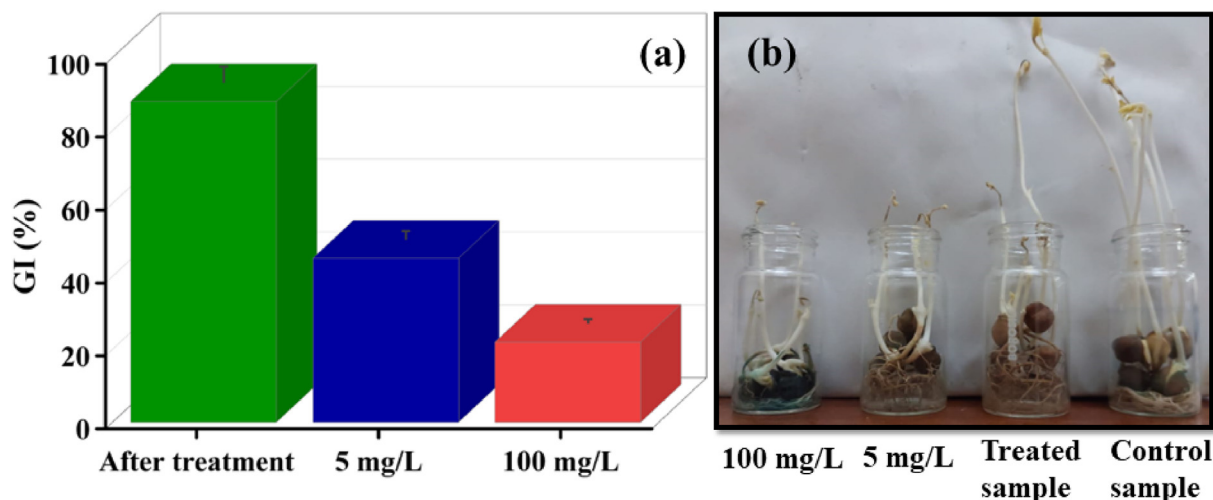 (a)
GI (%)
100
80
60
40
20
0
After treatment
5 mg/L
100 mg/L
(b)
100 mg/L
5 mg/L
Treated
sample
Control
sample